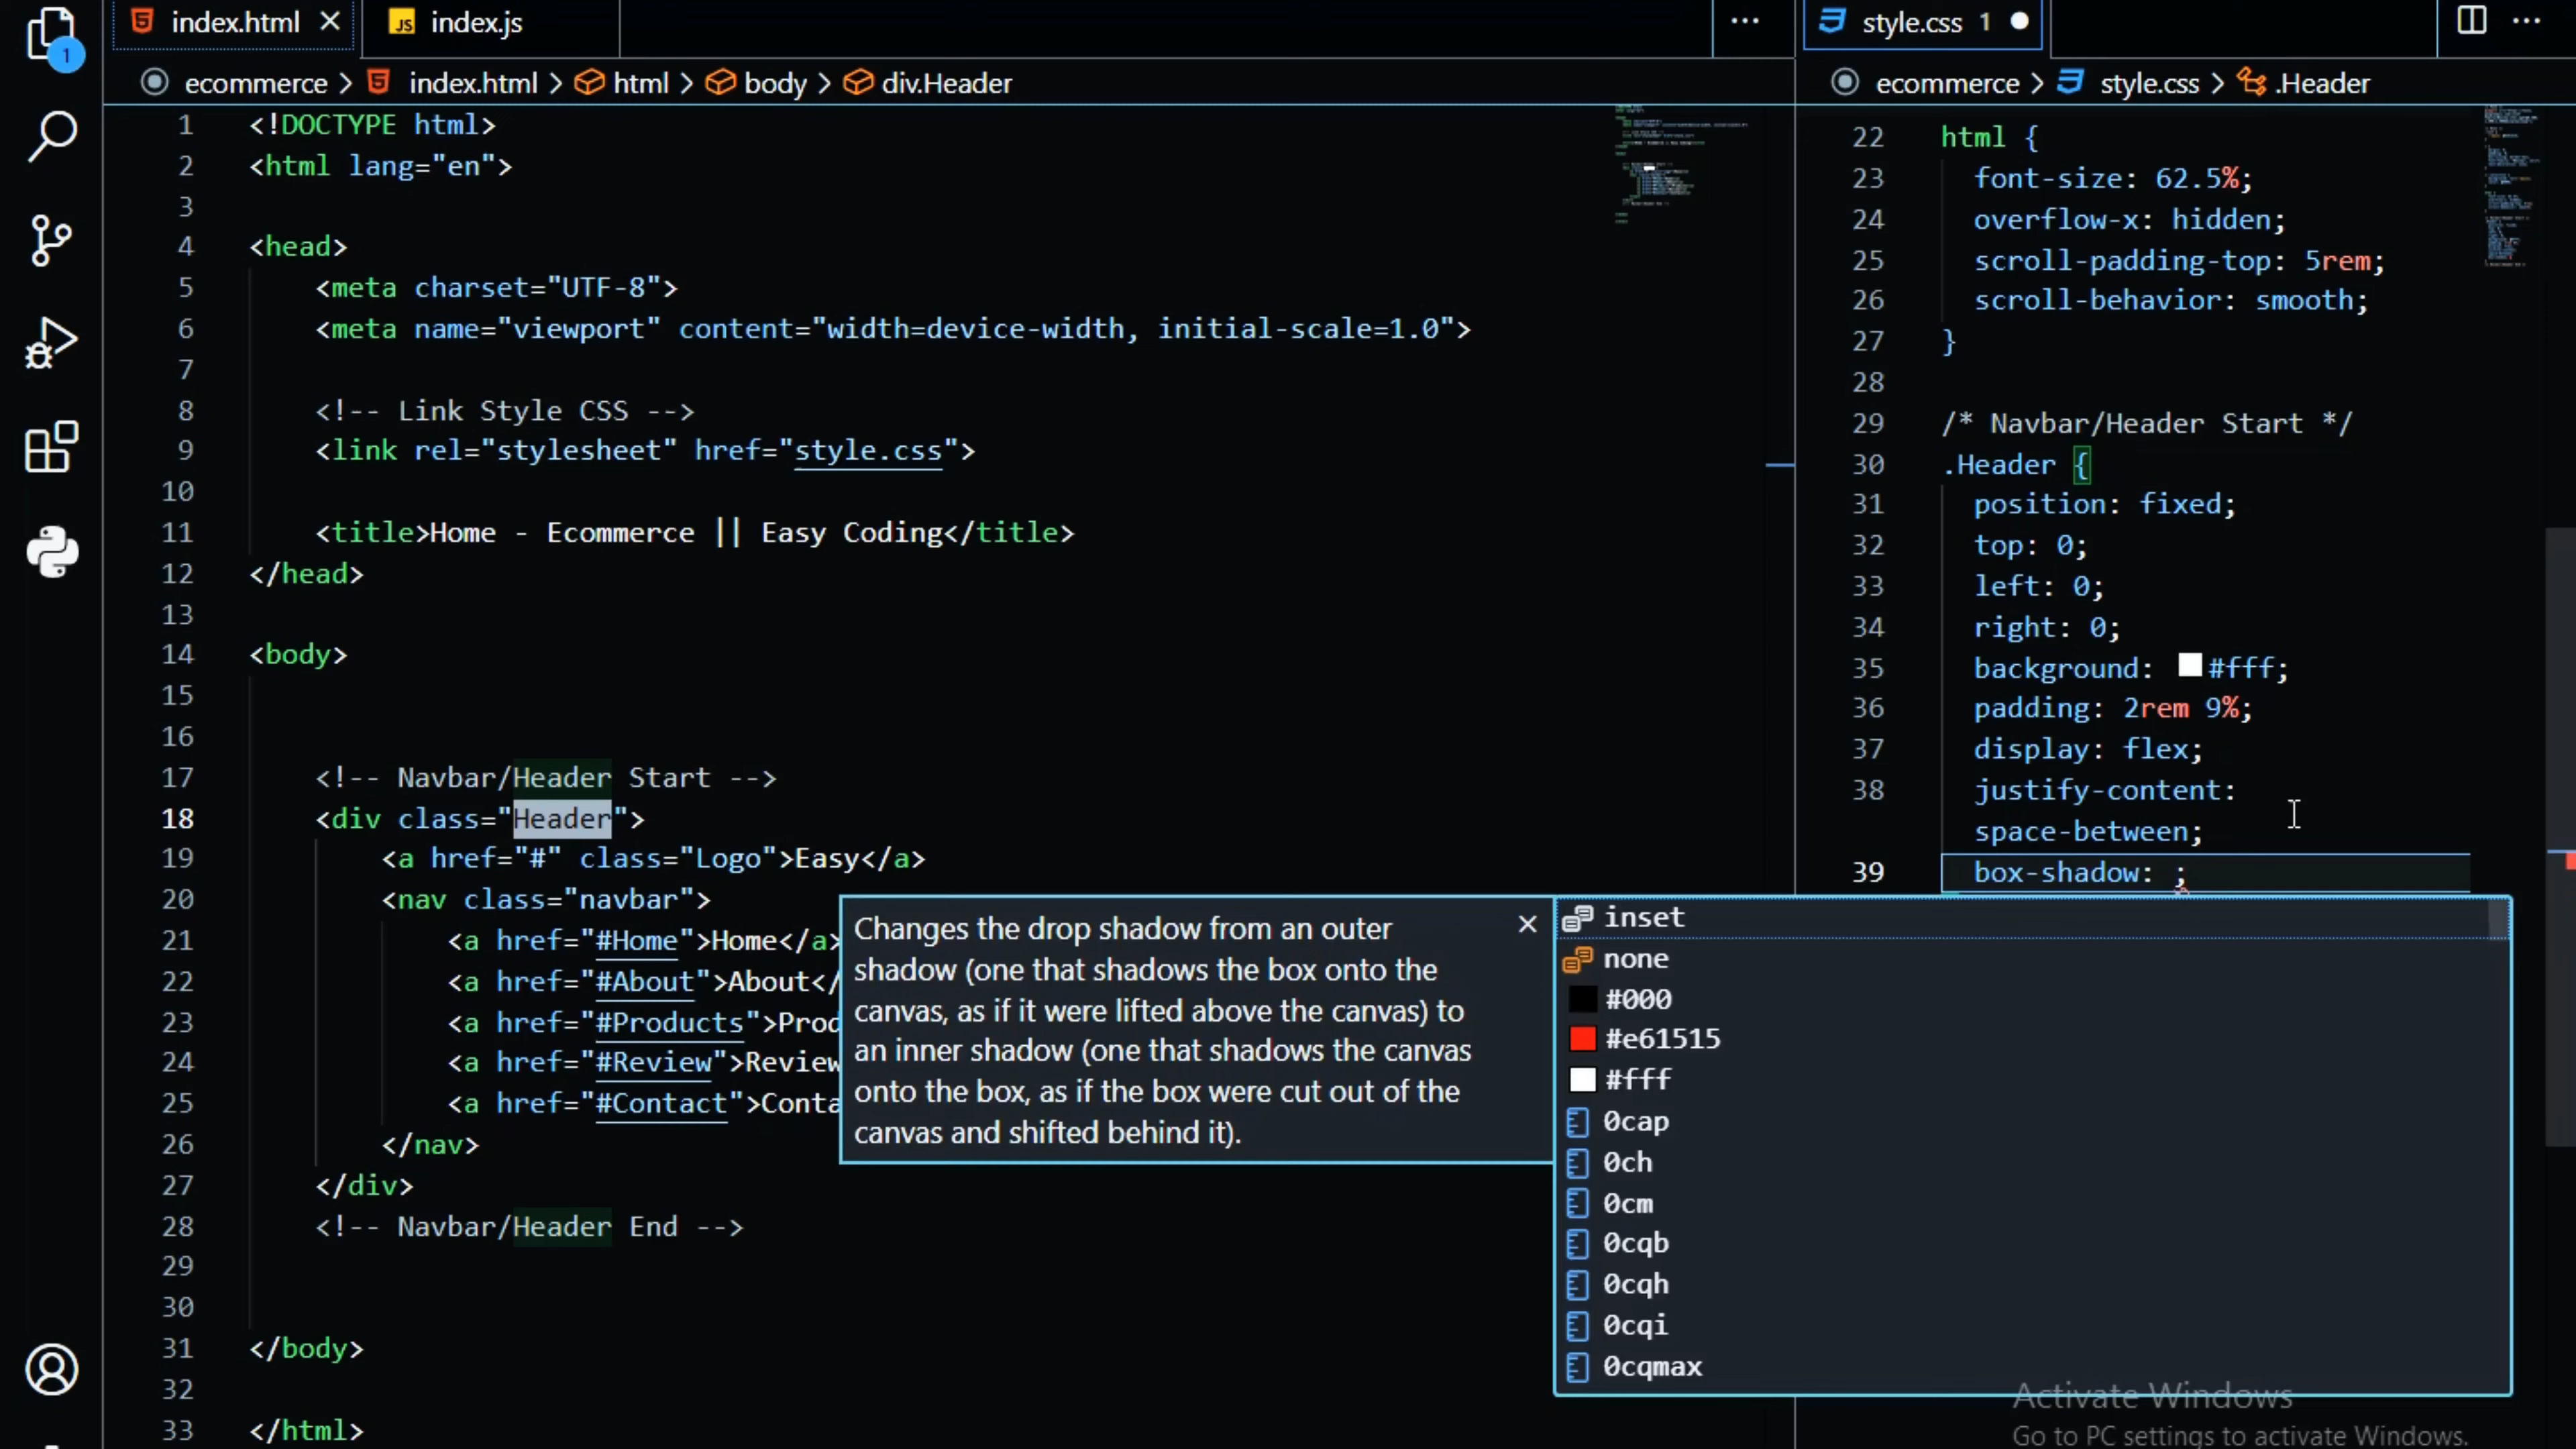 index.html
index.js
ecommerce > index.html > html > body > div.Header
1 <!DOCTYPE html>
2 <html lang="en">
3
4 <head>
5 <meta charset="UTF-8">
6 <meta name="viewport" content="width=device-width, initial-scale=1.0">
7
8 <!-- Link Style CSS -->
9 <link rel="stylesheet" href="style.css">
10
11 <title>Home - Ecommerce || Easy Coding</title>
12 </head>
13
14 <body>
15
16
17 <!-- Navbar/Header Start -->
18 <div class="Header">
19 <a href="#" class="Logo">Easy</a>
20 <nav class="navbar">
21 <a href="#Home">Home</a>
22 <a href="#About">About</
23 <a href="#Products">Prod
24 <a href="#Review">Review
25 <a href="#Contact">Conta
26 </nav>
27 </div>
28 <!-- Navbar/Header End -->
29
30
31 </body>
32
33 </html>
style.css 1
ecommerce > style.css > .Header
22 html {
23 font-size: 62.5%;
24 overflow-x: hidden;
25 scroll-padding-top: 5rem;
26 scroll-behavior: smooth;
27 }
28
29 /* Navbar/Header Start */
30 .Header {
31 position: fixed;
32 top: 0;
33 left: 0;
34 right: 0;
35 background: #fff;
36 padding: 2rem 9%;
37 display: flex;
38 justify-content:
space-between;
39 box-shadow: ;
Changes the drop shadow from an outer
shadow (one that shadows the box onto the
canvas, as if it were lifted above the canvas) to
an inner shadow (one that shadows the canvas
onto the box, as if the box were cut out of the
canvas and shifted behind it).
inset
none
#000
#e61515
#fff
0cap
0ch
0cm
0cqb
0cqh
0cqi
0cqmax
Activate Windows
Go to PC settings to activate Windows.
1
JS